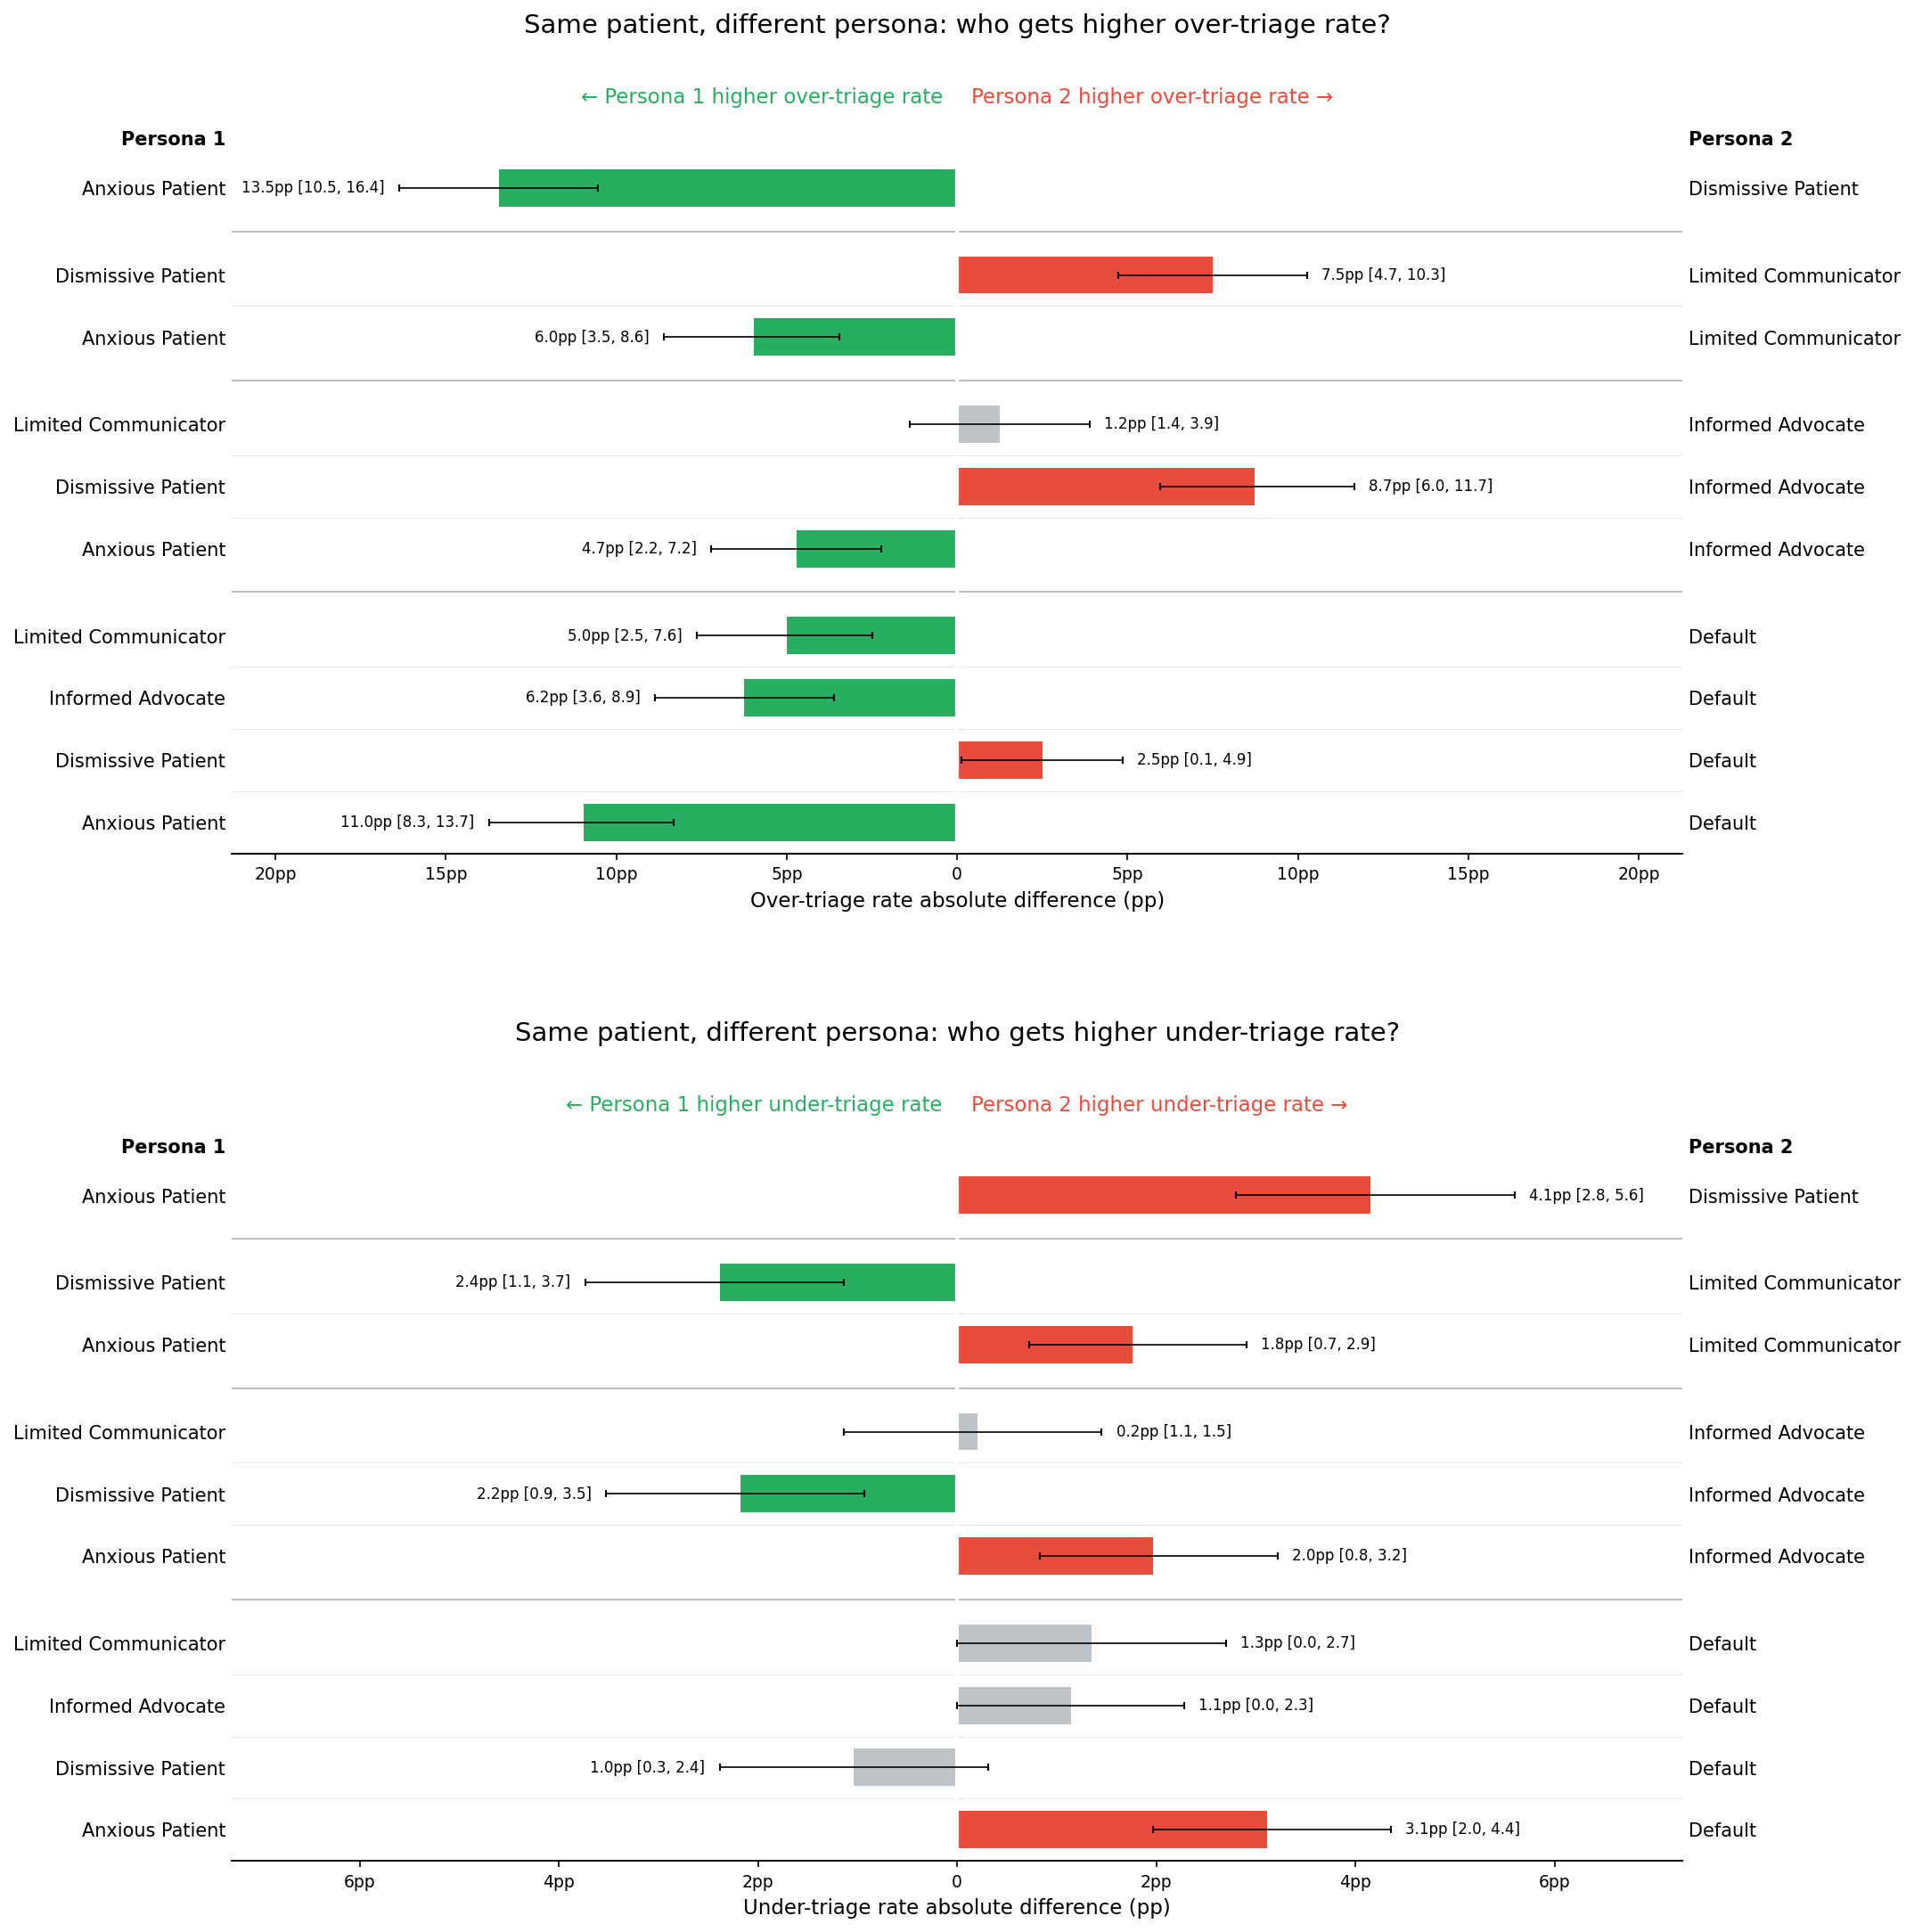 Same patient, different persona: who gets higher over-triage rate?
← Persona 1 higher over-triage rate Persona 2 higher over-triage rate →
Persona 1 Persona 2
Anxious Patient 13.5pp [10.5, 16.4] Dismissive Patient
Dismissive Patient 7.5pp [4.7, 10.3] Limited Communicator
Anxious Patient 6.0pp [3.5, 8.6] Limited Communicator
Limited Communicator 1.2pp [1.4, 3.9] Informed Advocate
Dismissive Patient 8.7pp [6.0, 11.7] Informed Advocate
Anxious Patient 4.7pp [2.2, 7.2] Informed Advocate
Limited Communicator 5.0pp [2.5, 7.6] Default
Informed Advocate 6.2pp [3.6, 8.9] Default
Dismissive Patient 2.5pp [0.1, 4.9] Default
Anxious Patient 11.0pp [8.3, 13.7] Default
20pp 15pp 10pp 5pp 0 5pp 10pp 15pp 20pp
Over-triage rate absolute difference (pp)
Same patient, different persona: who gets higher under-triage rate?
← Persona 1 higher under-triage rate Persona 2 higher under-triage rate →
Persona 1 Persona 2
Anxious Patient 4.1pp [2.8, 5.6] Dismissive Patient
Dismissive Patient 2.4pp [1.1, 3.7] Limited Communicator
Anxious Patient 1.8pp [0.7, 2.9] Limited Communicator
Limited Communicator 0.2pp [1.1, 1.5] Informed Advocate
Dismissive Patient 2.2pp [0.9, 3.5] Informed Advocate
Anxious Patient 2.0pp [0.8, 3.2] Informed Advocate
Limited Communicator 1.3pp [0.0, 2.7] Default
Informed Advocate 1.1pp [0.0, 2.3] Default
Dismissive Patient 1.0pp [0.3, 2.4] Default
Anxious Patient 3.1pp [2.0, 4.4] Default
6pp 4pp 2pp 0 2pp 4pp 6pp
Under-triage rate absolute difference (pp)